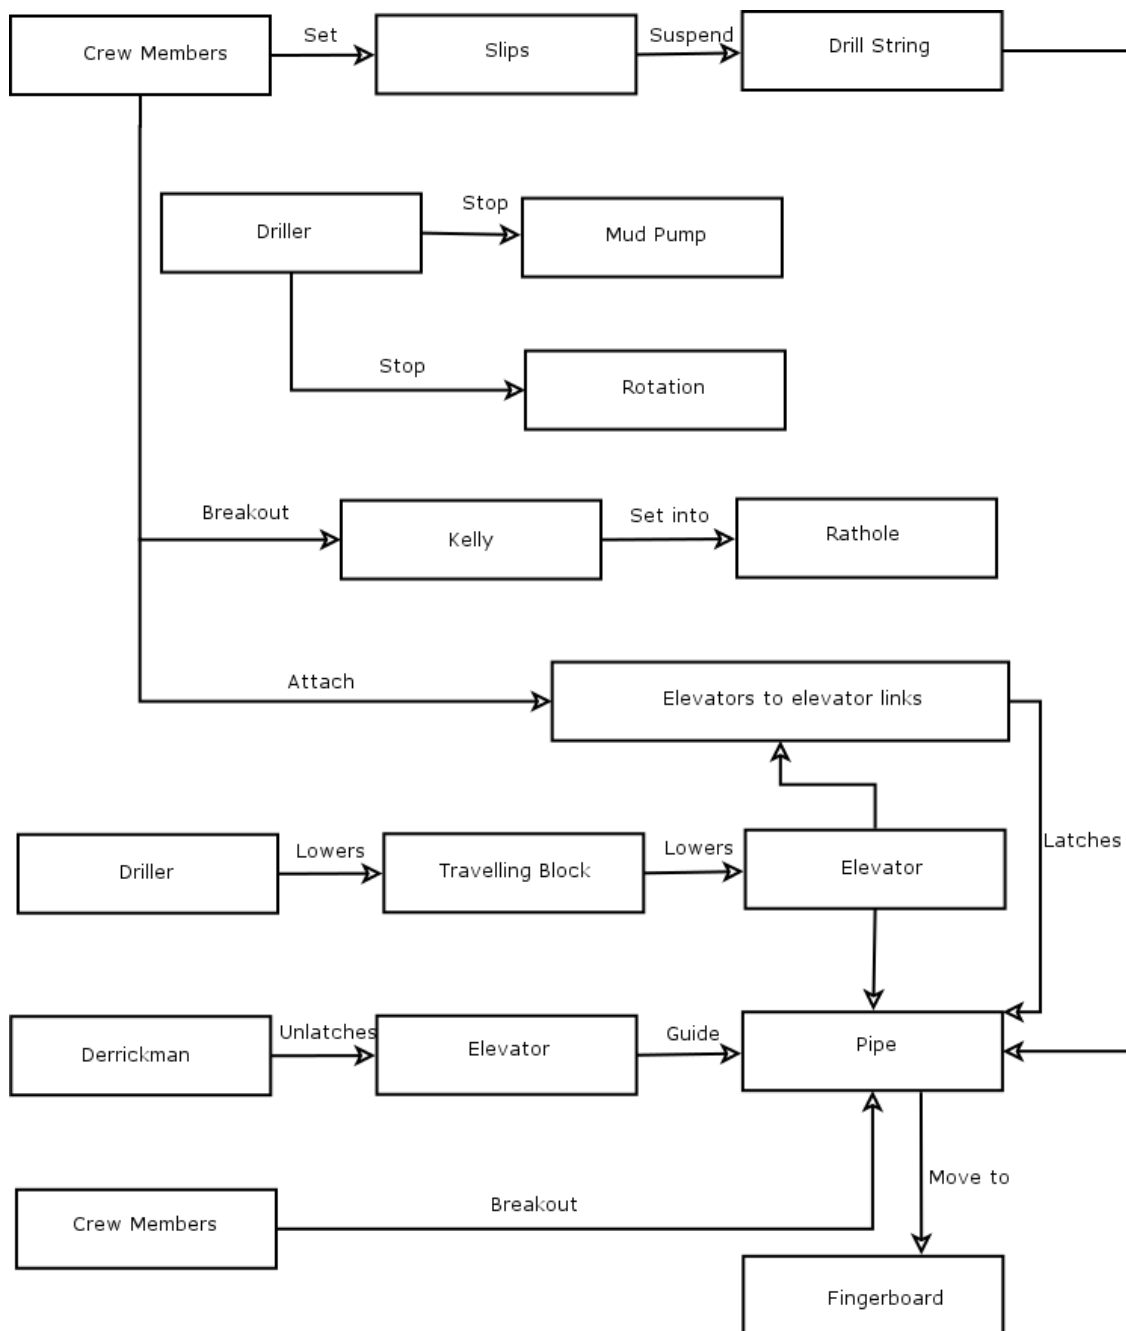 Crew Members
Set
Slips
Suspend
Drill String
Driller
Stop
Mud Pump
Stop
Rotation
Breakout
Kelly
Set into
Rathole
Attach
Elevators to elevator links
Latches
Driller
Lowers
Travelling Block
Lowers
Elevator
Derrickman
Unlatches
Elevator
Guide
Pipe
Move to
Crew Members
Breakout
Fingerboard